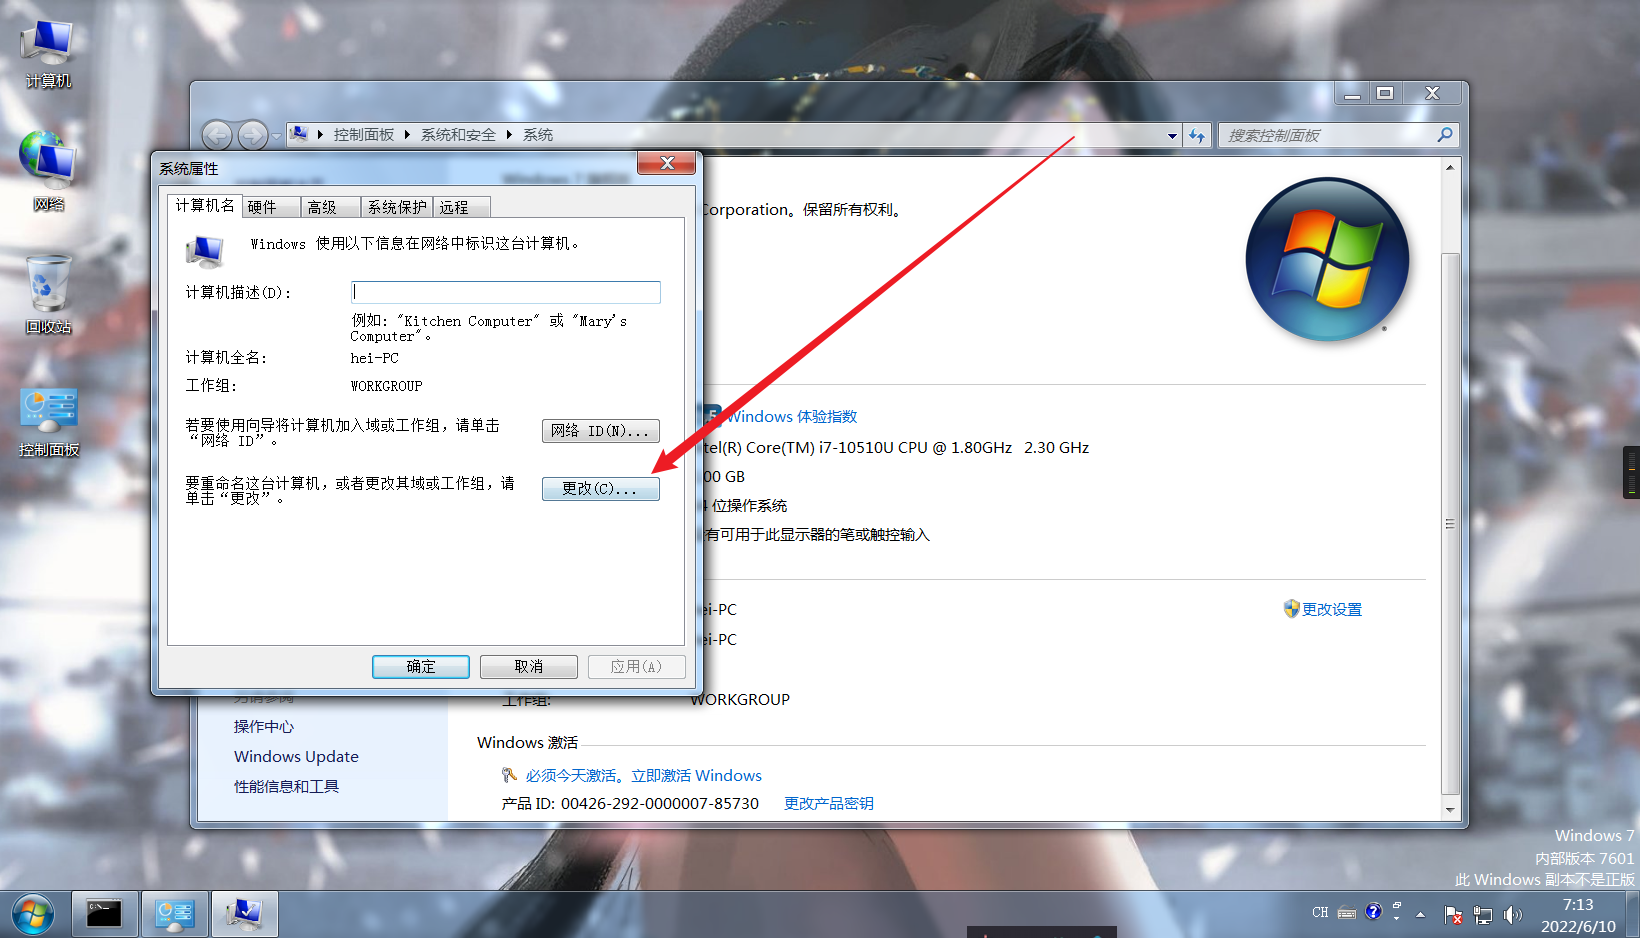 计算机
网络
回收站
控制面板
控制面板 系统和安全 系统
搜索控制面板
系统属性
计算机名 硬件 高级 系统保护 远程
Windows 使用以下信息在网络中标识这台计算机。
计算机描述(D):
例如: "Kitchen Computer" 或 "Mary's
Computer"。
计算机全名: hei-PC
工作组: WORKGROUP
若要使用向导将计算机加入域或工作组，请单击
“网络 ID”。
网络 ID(N)...
要重命名这台计算机，或者更改其域或工作组，请
单击“更改”。
更改(C)...
确定 取消 应用(A)
Corporation。保留所有权利。
Windows 体验指数
tel(R) Core(TM) i7-10510U CPU @ 1.80GHz 2.30 GHz
00 GB
位操作系统
有可用于此显示器的笔或触控输入
ei-PC
更改设置
ei-PC
工作组: WORKGROUP
Windows 激活
必须今天激活。立即激活 Windows
产品 ID: 00426-292-0000007-85730 更改产品密钥
另请参阅
操作中心
Windows Update
性能信息和工具
Windows 7
内部版本 7601
此 Windows 副本不是正版
CH
7:13
2022/6/10